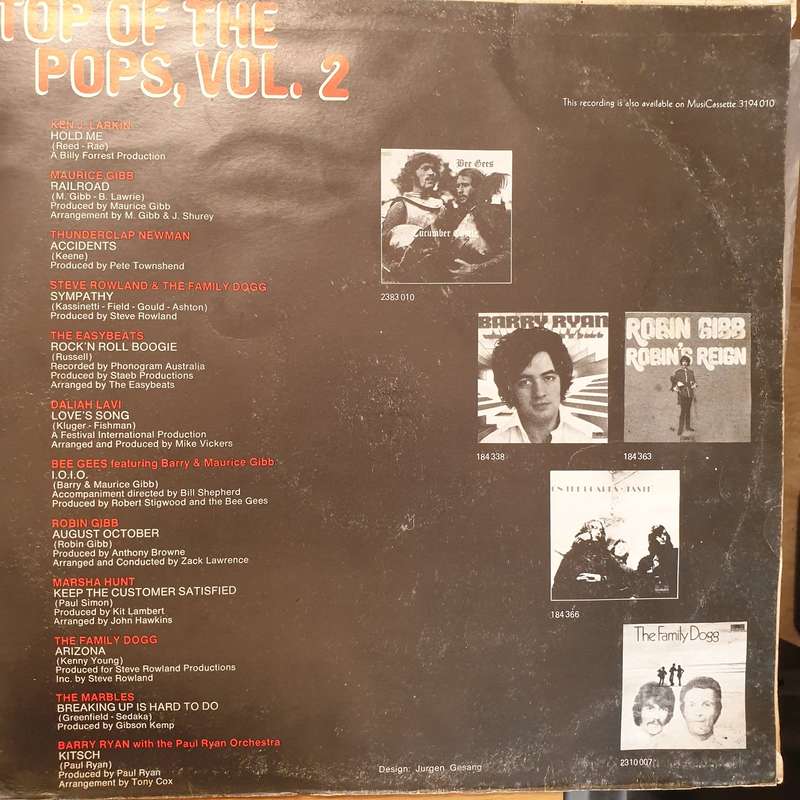 TOP OF THE
POPS, VOL. 2
This recording is also available on MusiCassette 3194 010
KEN J. LARKIN
HOLD ME
(Reed - Rae)
A Billy Forrest Production
MAURICE GIBB
RAILROAD
(M. Gibb - B. Lawrie)
Produced by Maurice Gibb
Arrangement by M. Gibb & J. Shurey
THUNDERCLAP NEWMAN
ACCIDENTS
(Keene)
Produced by Pete Townshend
STEVE ROWLAND & THE FAMILY DOGG
SYMPATHY
(Kassinetti - Field - Gould - Ashton)
Produced by Steve Rowland
THE EASYBEATS
ROCK'N ROLL BOOGIE
(Russell)
Recorded by Phonogram Australia
Produced by Staeb Productions
Arranged by The Easybeats
DALIAH LAVI
LOVE'S SONG
(Kluger - Fishman)
A Festival International Production
Arranged and Produced by Mike Vickers
BEE GEES featuring Barry & Maurice Gibb
I.O.I.O.
(Barry & Maurice Gibb)
Accompaniment directed by Bill Shepherd
Produced by Robert Stigwood and the Bee Gees
ROBIN GIBB
AUGUST OCTOBER
(Robin Gibb)
Produced by Anthony Browne
Arranged and Conducted by Zack Lawrence
MARSHA HUNT
KEEP THE CUSTOMER SATISFIED
(Paul Simon)
Produced by Kit Lambert
Arranged by John Hawkins
THE FAMILY DOGG
ARIZONA
(Kenny Young)
Produced for Steve Rowland Productions
Inc. by Steve Rowland
THE MARBLES
BREAKING UP IS HARD TO DO
(Greenfield - Sedaka)
Produced by Gibson Kemp
BARRY RYAN with the Paul Ryan Orchestra
KITSCH
(Paul Ryan)
Produced by Paul Ryan
Arrangement by Tony Cox
Bee Gees
Cucumber
2383 010
BARRY RYAN
184 338
ROBIN GIBB
ROBIN'S REIGN
184 363
TASTE
184 366
The Family Dogg
2310 007
Design: Jurgen Gesang